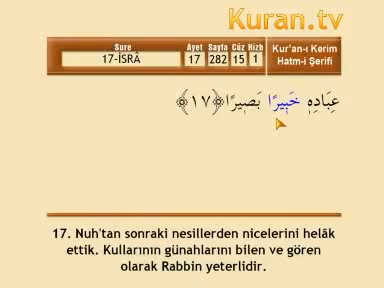 Kuran.tv
Sure Ayet Sayfa Cüz Hizb
17-İSRÂ 17 282 15 1
Kur'an-ı Kerim
Hatm-i Şerifi
عِبَادِهٖ خَبٖيرًا بَصٖيرًا ﴿١٧﴾
17. Nuh'tan sonraki nesillerden nicelerini helâk
ettik. Kullarının günahlarını bilen ve gören
olarak Rabbin yeterlidir.